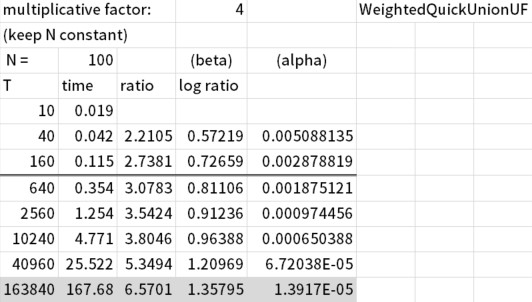 multiplicative factor: 4 WeightedQuickUnionUF
(keep N constant)
N = 100 (beta) (alpha)
T time ratio log ratio
10 0.019
40 0.042 2.2105 0.57219 0.005088135
160 0.115 2.7381 0.72659 0.002878819
640 0.354 3.0783 0.81106 0.001875121
2560 1.254 3.5424 0.91236 0.000974456
10240 4.771 3.8046 0.96388 0.000650388
40960 25.522 5.3494 1.20969 6.72038E-05
163840 167.68 6.5701 1.35795 1.3917E-05